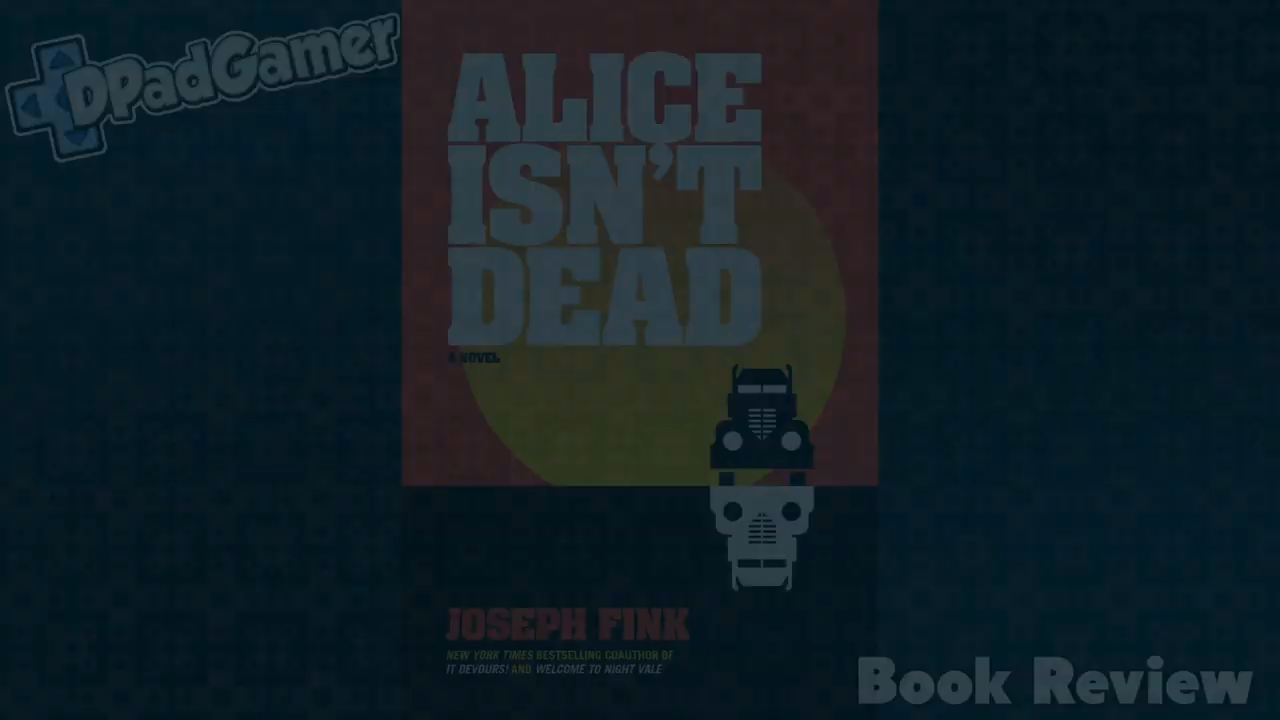 DPadGamer
ALICE
ISN'T
DEAD
A NOVEL
JOSEPH FINK
NEW YORK TIMES BESTSELLING COAUTHOR OF
IT DEVOURS! AND WELCOME TO NIGHT VALE
Book Review